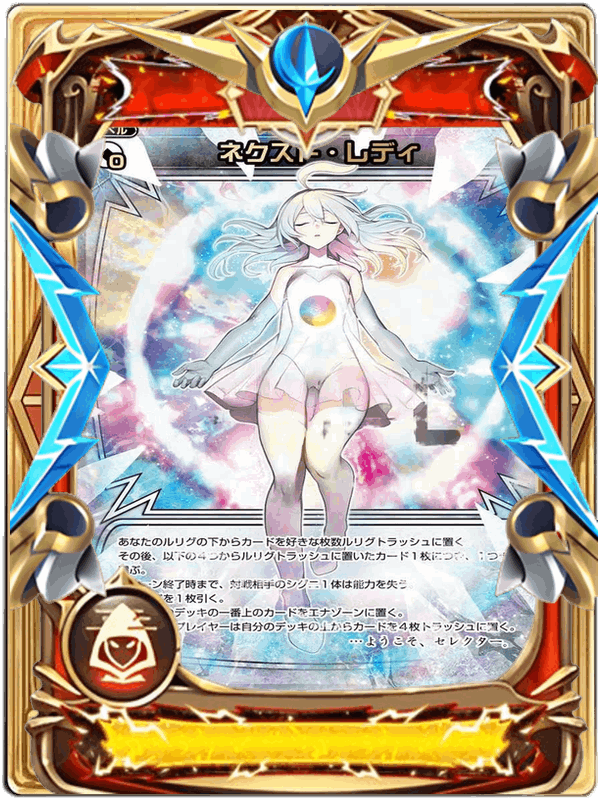 ネクスト・レディ
0
あなたのルリグの下からカードを好きな枚数ルリグトラッシュに置く
その後、以下の4つからルリグトラッシュに置いたカード1枚につき、1つ
ぶ。
ン終了時まで、対戦相手のシグニ1体は能力を失う
を1枚引く。
デッキの一番上のカードをエナゾーンに置く。
プレイヤーは自分のデッキの上からカードを4枚トラッシュに置く。
…ようこそ、セレクター。